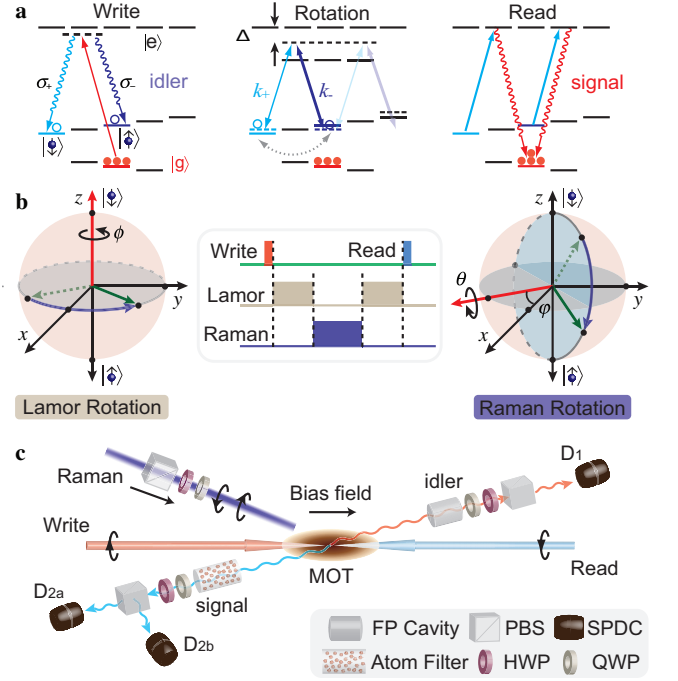 a
Write
Rotation
Read
|e⟩
Δ
σ₊
σ₋
idler
k₊
k₋
signal
|↓⟩
|↑⟩
|g⟩
b
z
|↓⟩
ϕ
y
x
|↑⟩
Lamor Rotation
Write
Read
Lamor
Raman
z
|↓⟩
θ
φ
y
x
|↑⟩
Raman Rotation
c
Raman
Bias field
idler
D1
Write
MOT
Read
signal
D2a
D2b
FP Cavity
PBS
SPDC
Atom Filter
HWP
QWP